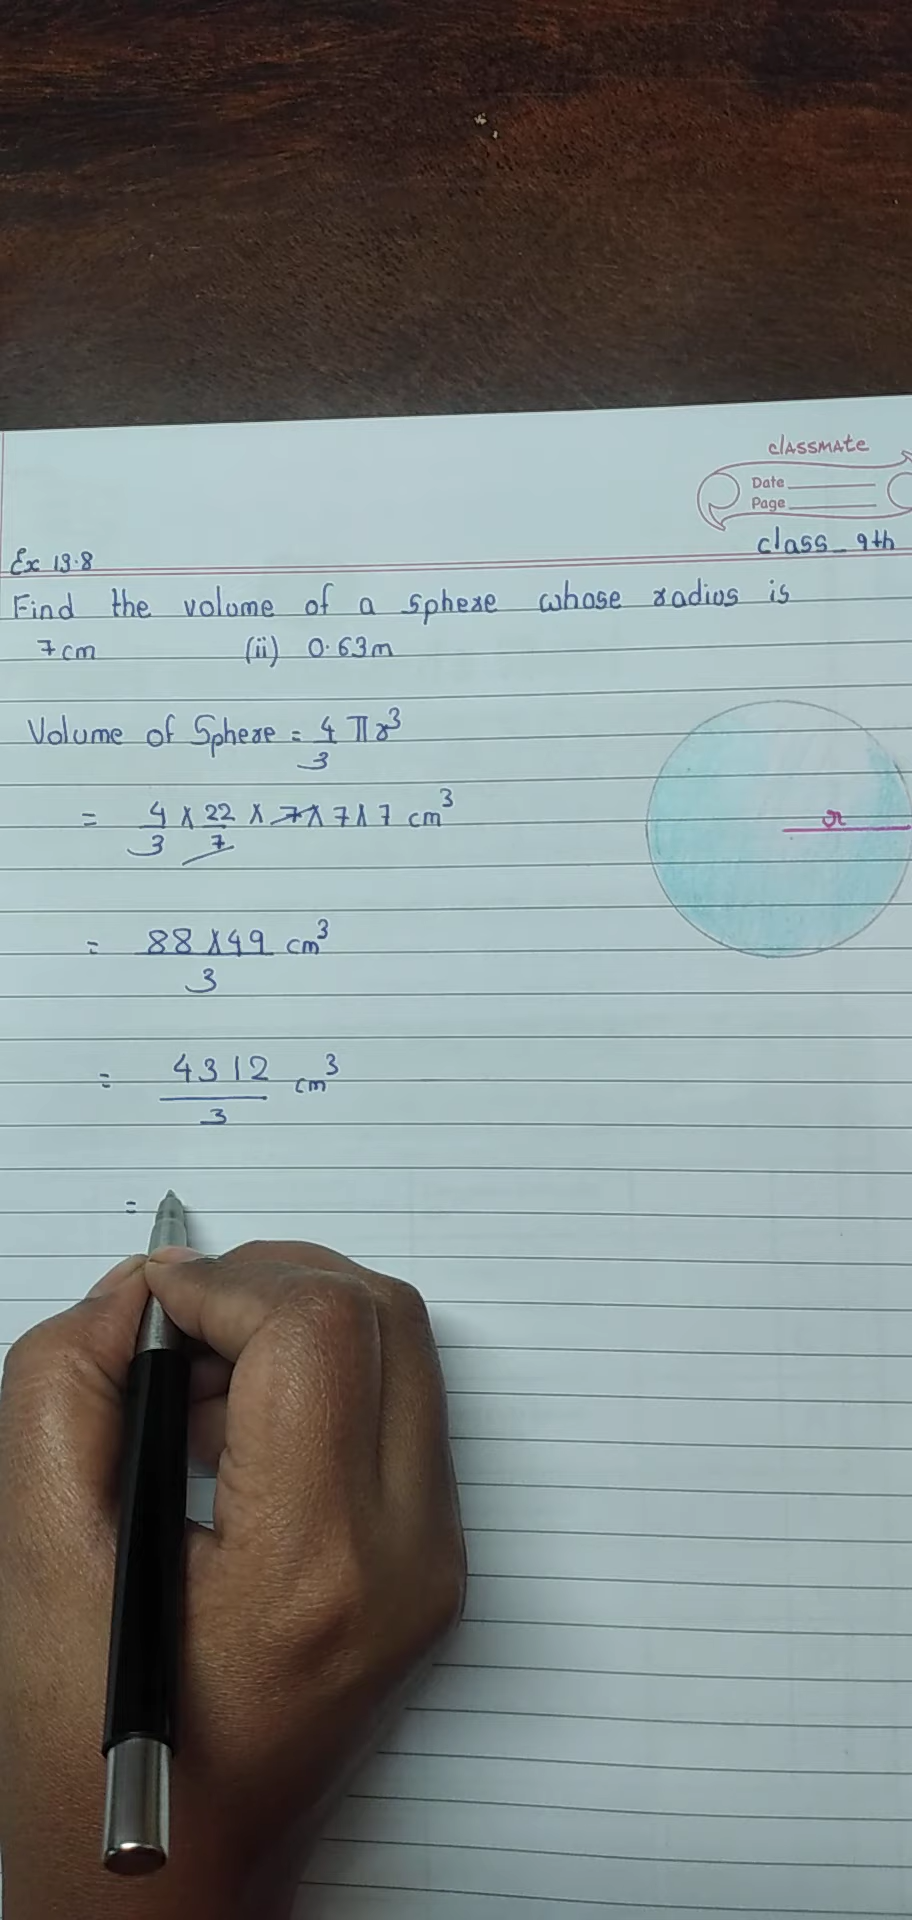 classmate
Date
Page
class - 9th
Ex 13.8
Find the volume of a sphere whose radius is
7cm (ii) 0.63m
Volume of Sphere = 4/3 πr³
= 4/3 × 22/7 × 7×7×7 cm³
r
= 88×49/3 cm³
= 4312/3 cm³
=